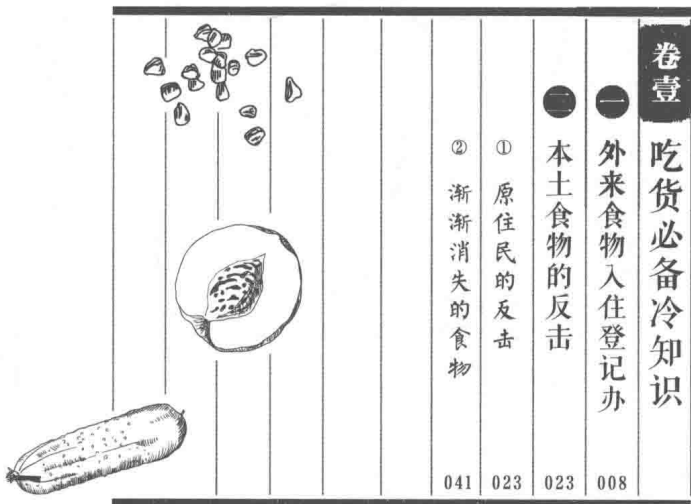 卷壹 吃货必备冷知识
一 外来食物入住登记办 008
二 本土食物的反击 023
① 原住民的反击 023
② 渐渐消失的食物 041